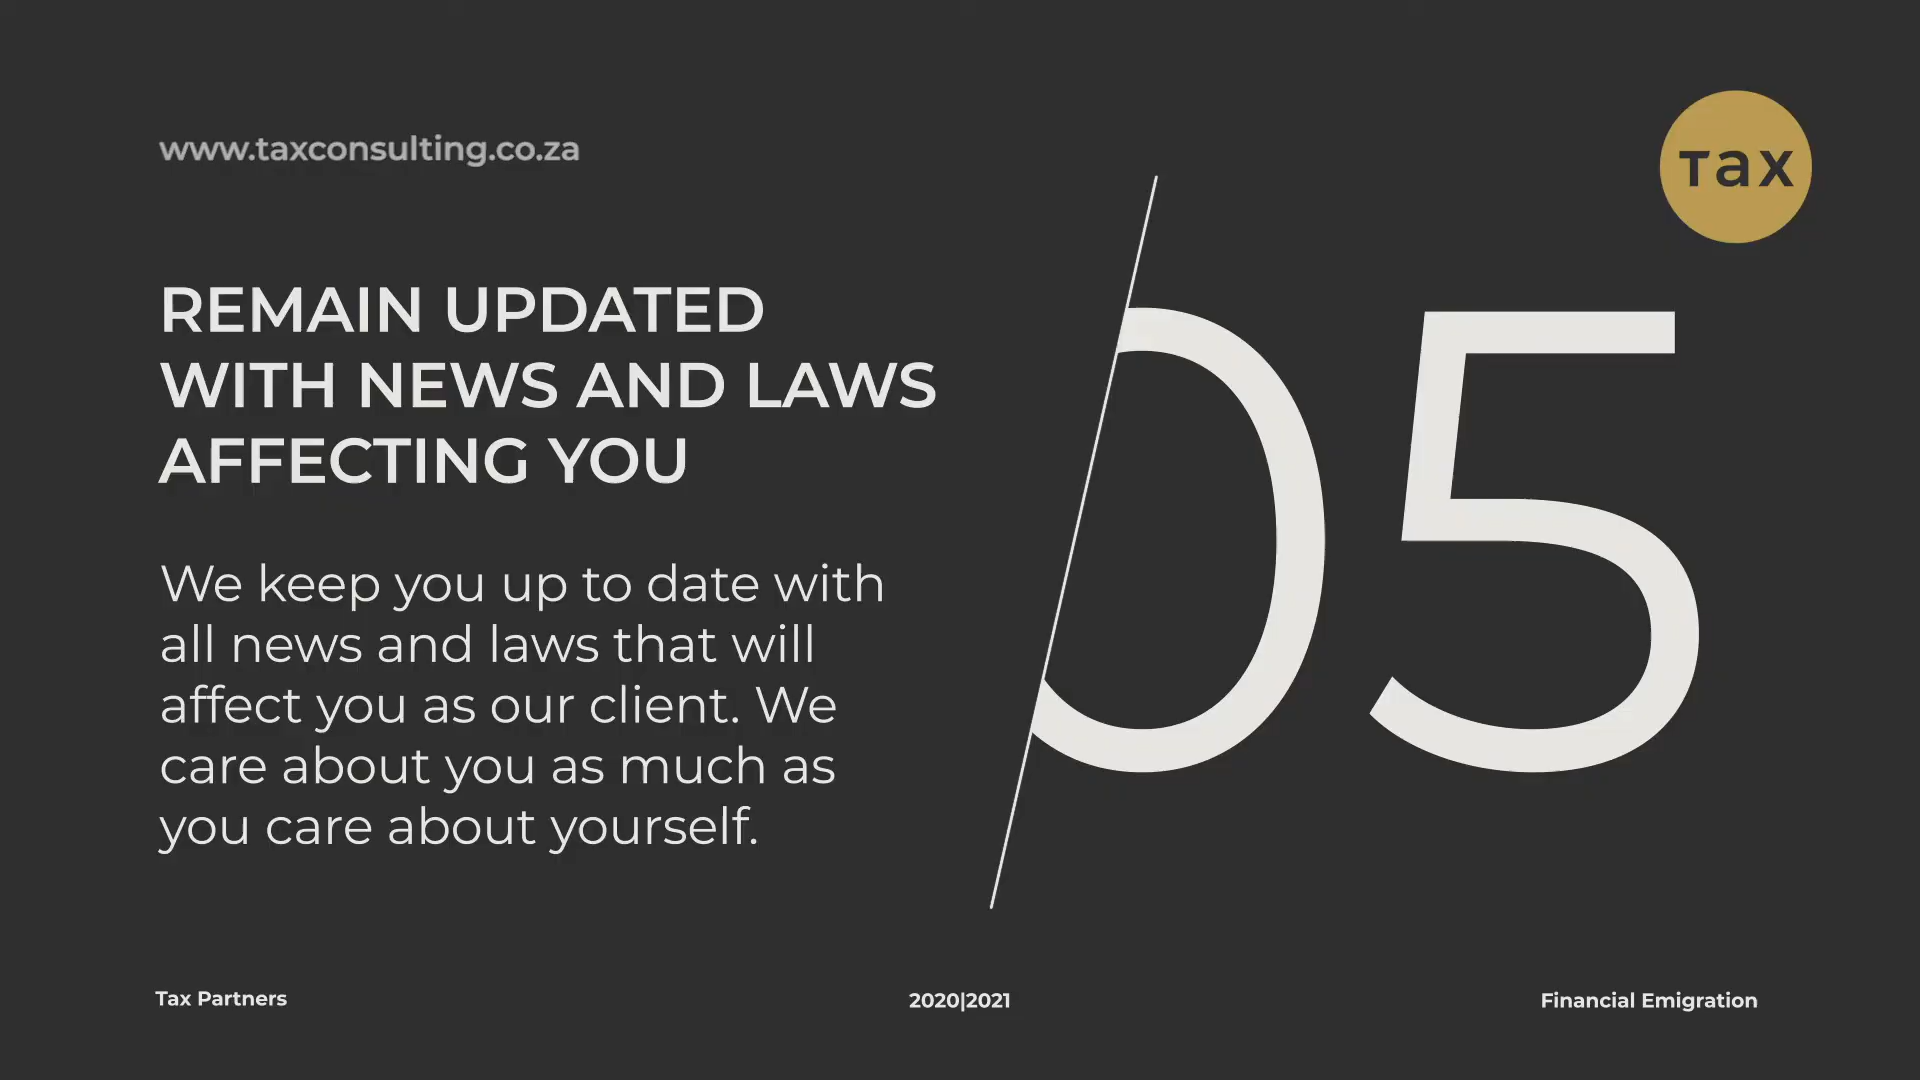 www.taxconsulting.co.za
Tax
REMAIN UPDATED
WITH NEWS AND LAWS
AFFECTING YOU
05
We keep you up to date with
all news and laws that will
affect you as our client. We
care about you as much as
you care about yourself.
Tax Partners
2020|2021
Financial Emigration